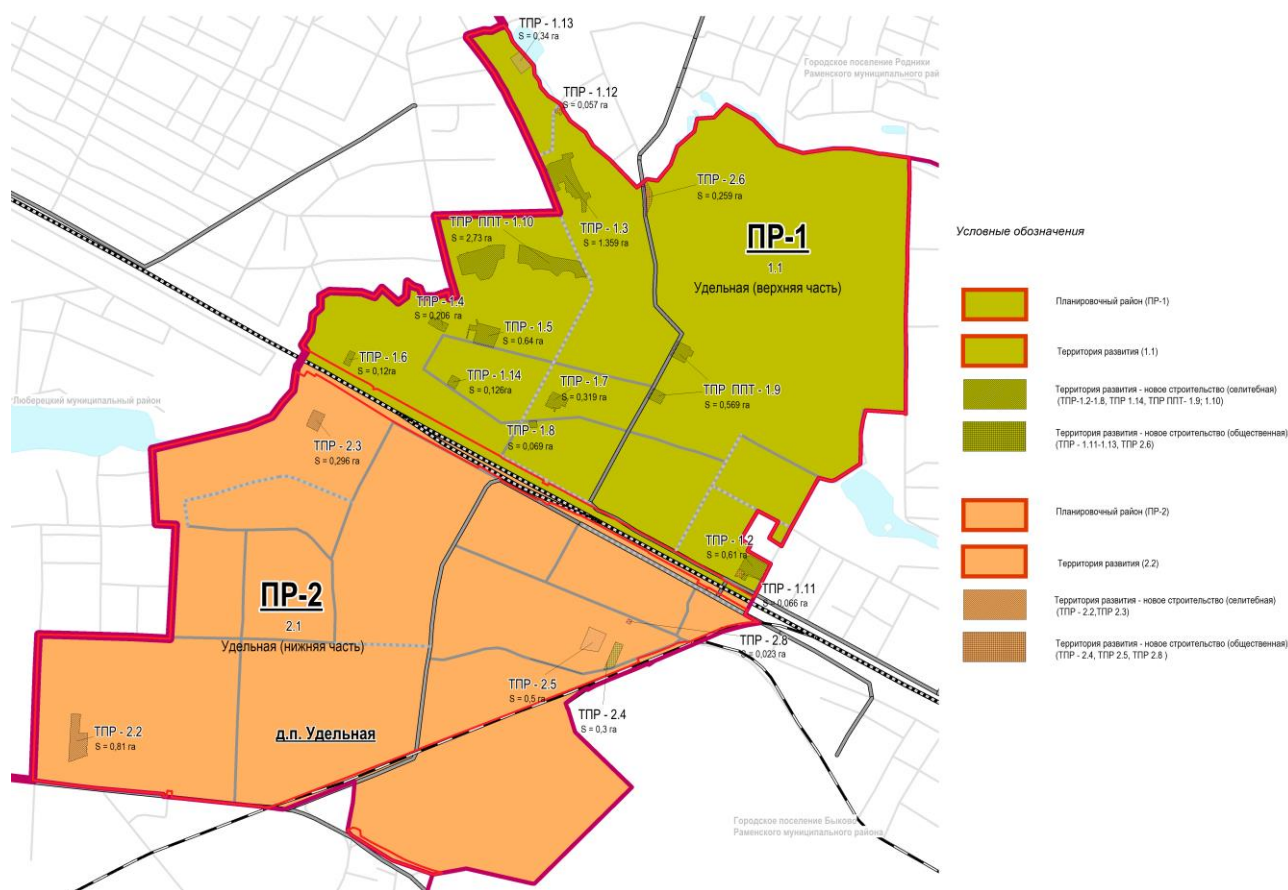 ТПР - 1.13
S = 0,34 га
Городское поселение Родники
Раменского муниципального рай
ТПР - 1.12
S = 0,057 га
ТПР - 2.6
S = 0,259 га
ТПР ППТ - 1.10
S = 2,73 га
ТПР - 1.3
S = 1.359 га
ПР-1
1.1
Удельная (верхняя часть)
ТПР - 1.4
S = 0,206 га
ТПР - 1.5
S = 0.64 га
ТПР - 1.6
S = 0,12га
ТПР - 1.14
S = 0,126га
ТПР - 1.7
S = 0,319 га
ТПР ППТ - 1.9
S = 0,569 га
ТПР - 1.8
S = 0,069 га
Люберецкий муниципальный район
ТПР - 2.3
S = 0,296 га
ТПР - 1.2
S = 0,61 га
ТПР - 1.11
S = 0,066 га
ПР-2
2.1
Удельная (нижняя часть)
ТПР - 2.8
S = 0,023 га
ТПР - 2.5
S = 0,5 га
ТПР - 2.4
S = 0,3 га
ТПР - 2.2
S = 0,81 га
д.п. Удельная
Городское поселение Быково
Раменского муниципального района
Условные обозначения
Планировочный район (ПР-1)
Территория развития (1.1)
Территория развития - новое строительство (селитебная)
(ТПР-1.2-1.8, ТПР 1.14, ТПР ППТ- 1.9; 1.10)
Территория развития - новое строительство (общественная)
(ТПР - 1.11-1.13, ТПР 2.6)
Планировочный район (ПР-2)
Территория развития (2.2)
Территория развития - новое строительство (селитебная)
(ТПР - 2.2,ТПР 2.3)
Территория развития - новое строительство (общественная)
(ТПР - 2.4, ТПР 2.5, ТПР 2.8 )